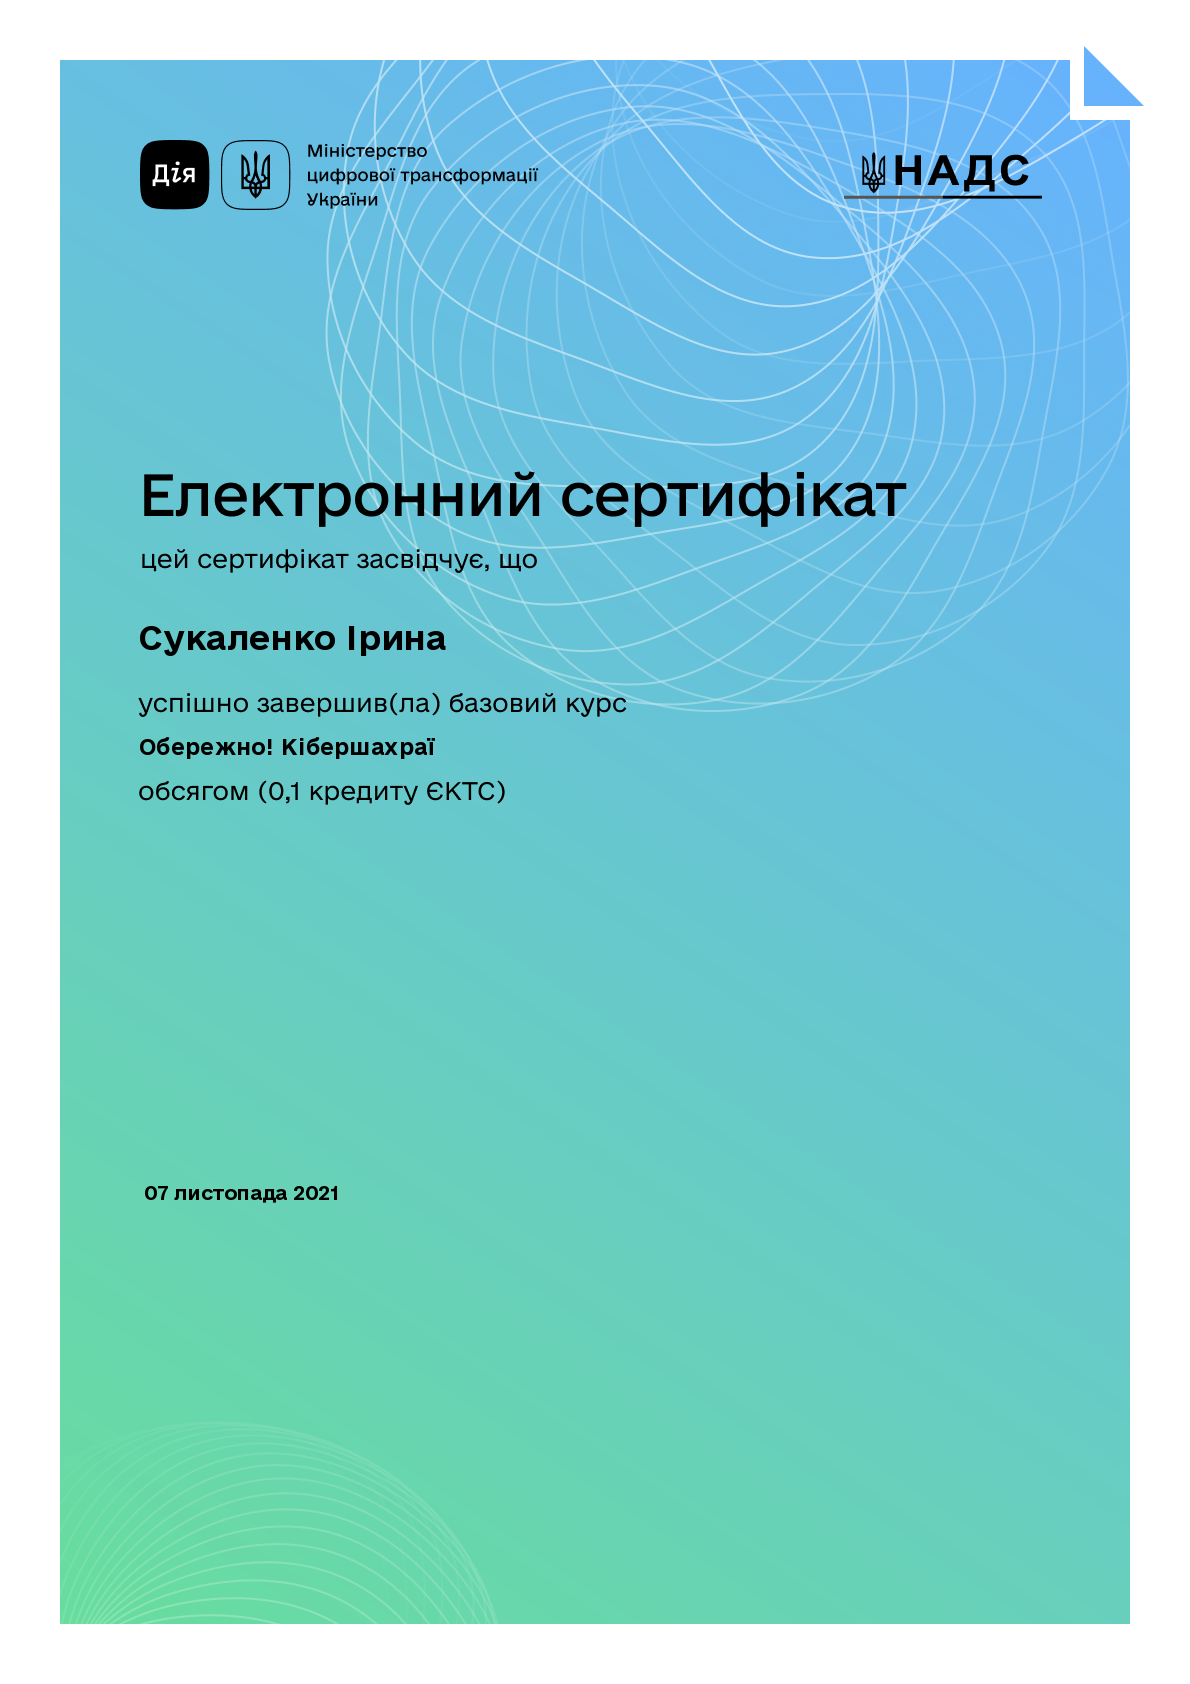 Дія
Міністерство
цифрової трансформації
України
НАДС
Електронний сертифікат
цей сертифікат засвідчує, що
Сукаленко Ірина
успішно завершив(ла) базовий курс
Обережно! Кібершахраї
обсягом (0,1 кредиту ЄКТС)
07 листопада 2021